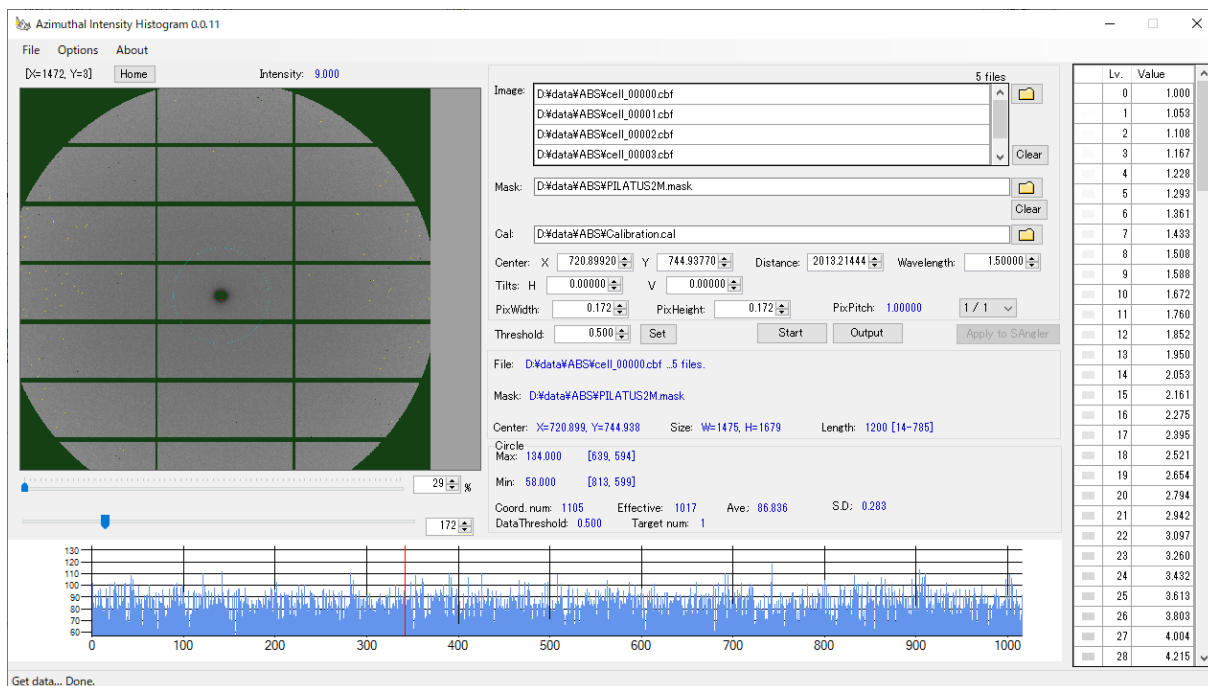 Azimuthal Intensity Histogram 0.0.11
File Options About
[X=1472, Y=3] Home Intensity: 9.000
5 files
Image: D:¥data¥ABS¥cell_00000.cbf
D:¥data¥ABS¥cell_00001.cbf
D:¥data¥ABS¥cell_00002.cbf
D:¥data¥ABS¥cell_00003.cbf
Clear
Mask: D:¥data¥ABS¥PILATUS2M.mask
Clear
Cal: D:¥data¥ABS¥Calibration.cal
Center: X 720.89920 Y 744.93770 Distance: 2013.21444 Wavelength: 1.50000
Tilts: H 0.00000 V 0.00000
PixWidth: 0.172 PixHeight: 0.172 PixPitch: 1.00000 1 / 1
Threshold: 0.500 Set Start Output Apply to SAngler
File: D:¥data¥ABS¥cell_00000.cbf ...5 files.
Mask: D:¥data¥ABS¥PILATUS2M.mask
Center: X=720.899, Y=744.938 Size: W=1475, H=1679 Length: 1200 [14-785]
Circle
Max: 134.000 [639, 594]
Min: 58.000 [813, 599]
Coord. num: 1105 Effective: 1017 Ave: 86.836 S.D: 0.283
DataThreshold: 0.500 Target num: 1
29 %
172
130
120
110
100
90
80
70
60
0 100 200 300 400 500 600 700 800 900 1000
Lv. Value
0 1.000
1 1.053
2 1.108
3 1.167
4 1.228
5 1.293
6 1.361
7 1.433
8 1.508
9 1.588
10 1.672
11 1.760
12 1.852
13 1.950
14 2.053
15 2.161
16 2.275
17 2.395
18 2.521
19 2.654
20 2.794
21 2.942
22 3.097
23 3.260
24 3.432
25 3.613
26 3.803
27 4.004
28 4.215
Get data... Done.